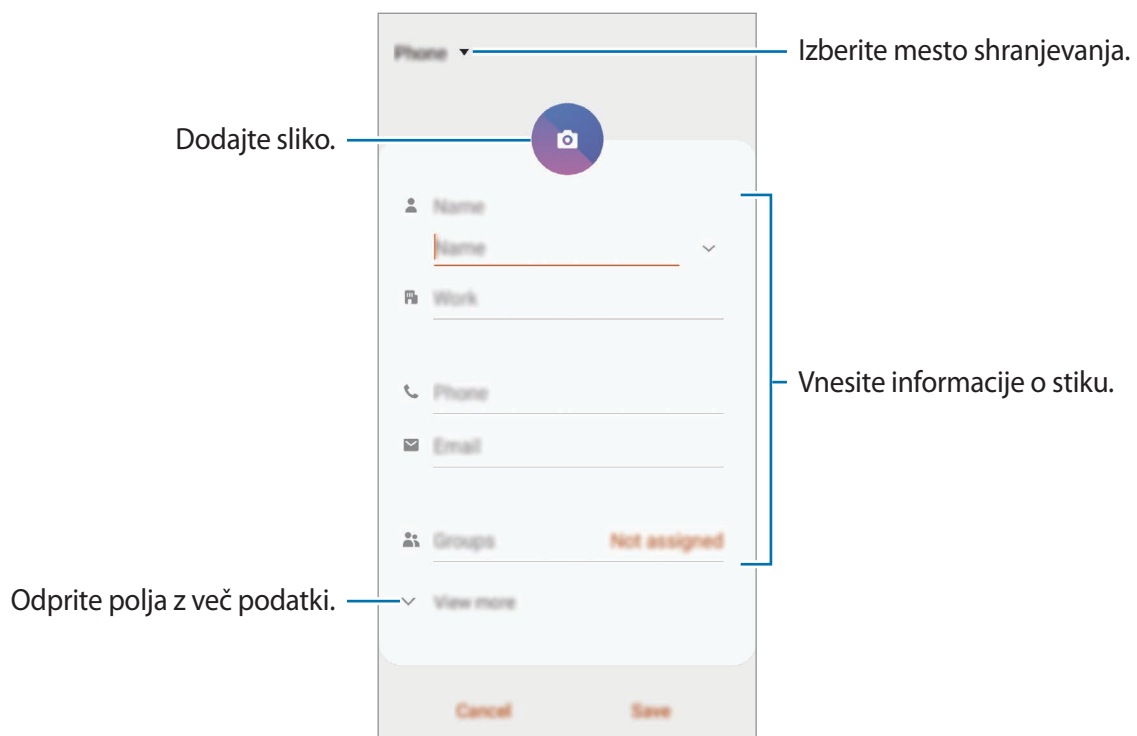 Phone
Izberite mesto shranjevanja.
Dodajte sliko.
Name
Name
Work
Vnesite informacije o stiku.
Phone
Email
Groups Not assigned
Odprite polja z več podatki.
View more
Cancel Save